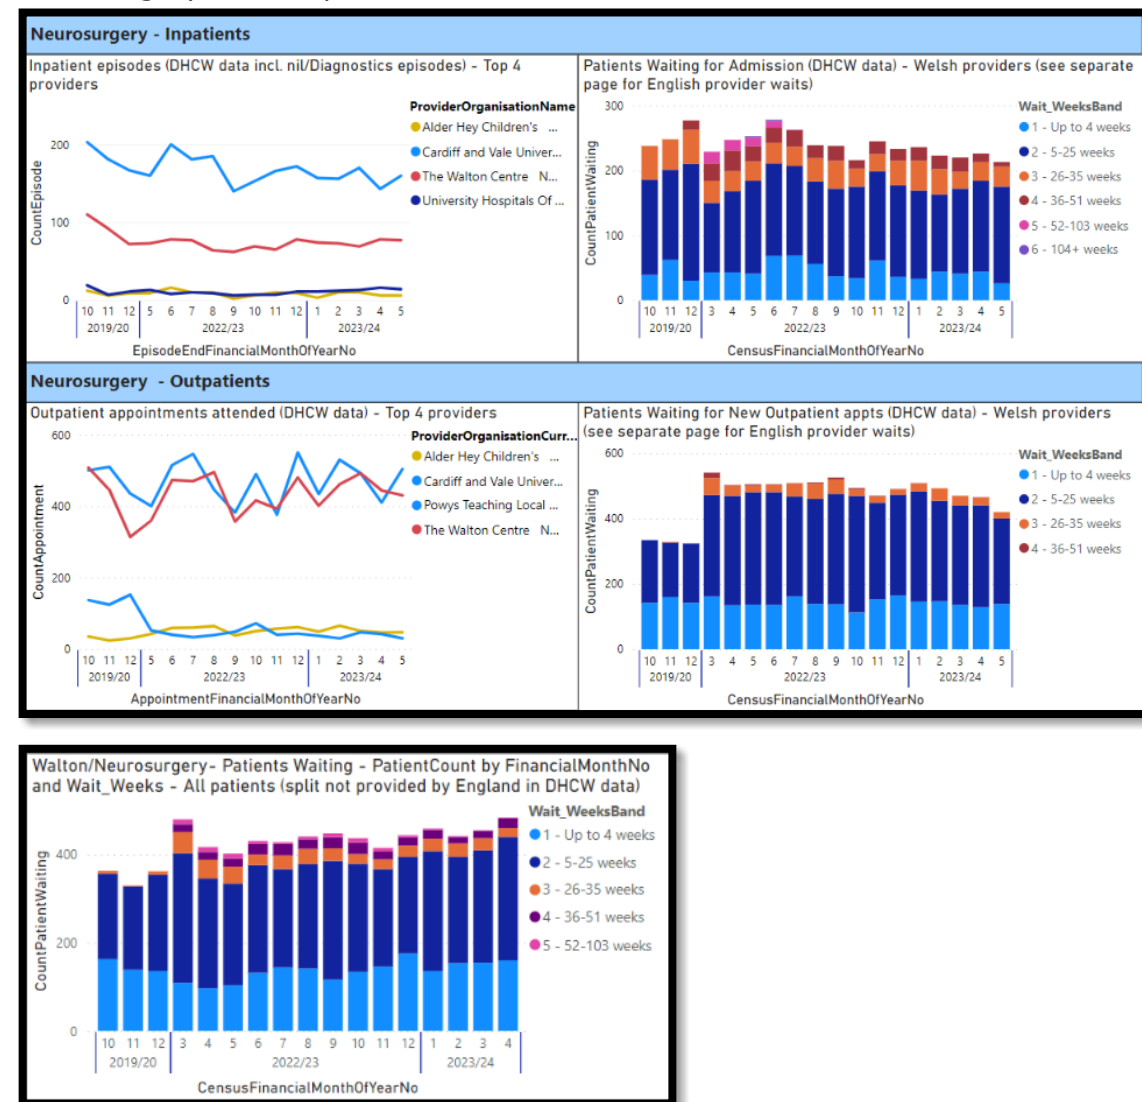 Neurosurgery - Inpatients
Inpatient episodes (DHCW data incl. nil/Diagnostics episodes) - Top 4
providers
ProviderOrganisationName
Alder Hey Children's ...
Cardiff and Vale Univer...
The Walton Centre N...
University Hospitals Of ...
CountEpisode
200
100
0
10 11 12 5 6 7 8 9 10 11 12 1 2 3 4 5
2019/20 2022/23 2023/24
EpisodeEndFinancialMonthOfYearNo
Patients Waiting for Admission (DHCW data) - Welsh providers (see separate
page for English provider waits)
300
200
100
0
CountPatientWaiting
Wait_WeeksBand
1 - Up to 4 weeks
2 - 5-25 weeks
3 - 26-35 weeks
4 - 36-51 weeks
5 - 52-103 weeks
6 - 104+ weeks
10 11 12 3 4 5 6 7 8 9 10 11 12 1 2 3 4 5
2019/20 2022/23 2023/24
CensusFinancialMonthOfYearNo
Neurosurgery - Outpatients
Outpatient appointments attended (DHCW data) - Top 4 providers
600
400
200
0
CountAppointment
ProviderOrganisationCurr...
Alder Hey Children's ...
Cardiff and Vale Univer...
Powys Teaching Local ...
The Walton Centre N...
10 11 12 5 6 7 8 9 10 11 12 1 2 3 4 5
2019/20 2022/23 2023/24
AppointmentFinancialMonthOfYearNo
Patients Waiting for New Outpatient appts (DHCW data) - Welsh providers
(see separate page for English provider waits)
600
400
200
0
CountPatientWaiting
Wait_WeeksBand
1 - Up to 4 weeks
2 - 5-25 weeks
3 - 26-35 weeks
4 - 36-51 weeks
10 11 12 3 4 5 6 7 8 9 10 11 12 1 2 3 4 5
2019/20 2022/23 2023/24
CensusFinancialMonthOfYearNo
Walton/Neurosurgery- Patients Waiting - PatientCount by FinancialMonthNo
and Wait_Weeks - All patients (split not provided by England in DHCW data)
Wait_WeeksBand
1 - Up to 4 weeks
2 - 5-25 weeks
3 - 26-35 weeks
4 - 36-51 weeks
5 - 52-103 weeks
400
200
0
CountPatientWaiting
10 11 12 3 4 5 6 7 8 9 10 11 12 1 2 3 4
2019/20 2022/23 2023/24
CensusFinancialMonthOfYearNo